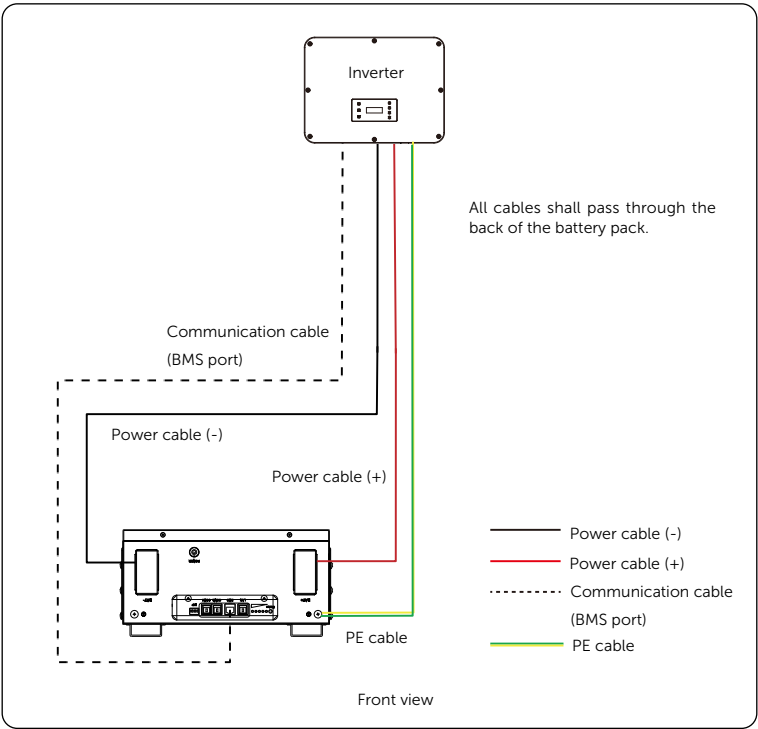 Inverter
All cables shall pass through the
back of the battery pack.
Communication cable
(BMS port)
Power cable (-)
Power cable (+)
Power cable (-)
Power cable (+)
Communication cable
(BMS port)
PE cable
PE cable
Front view